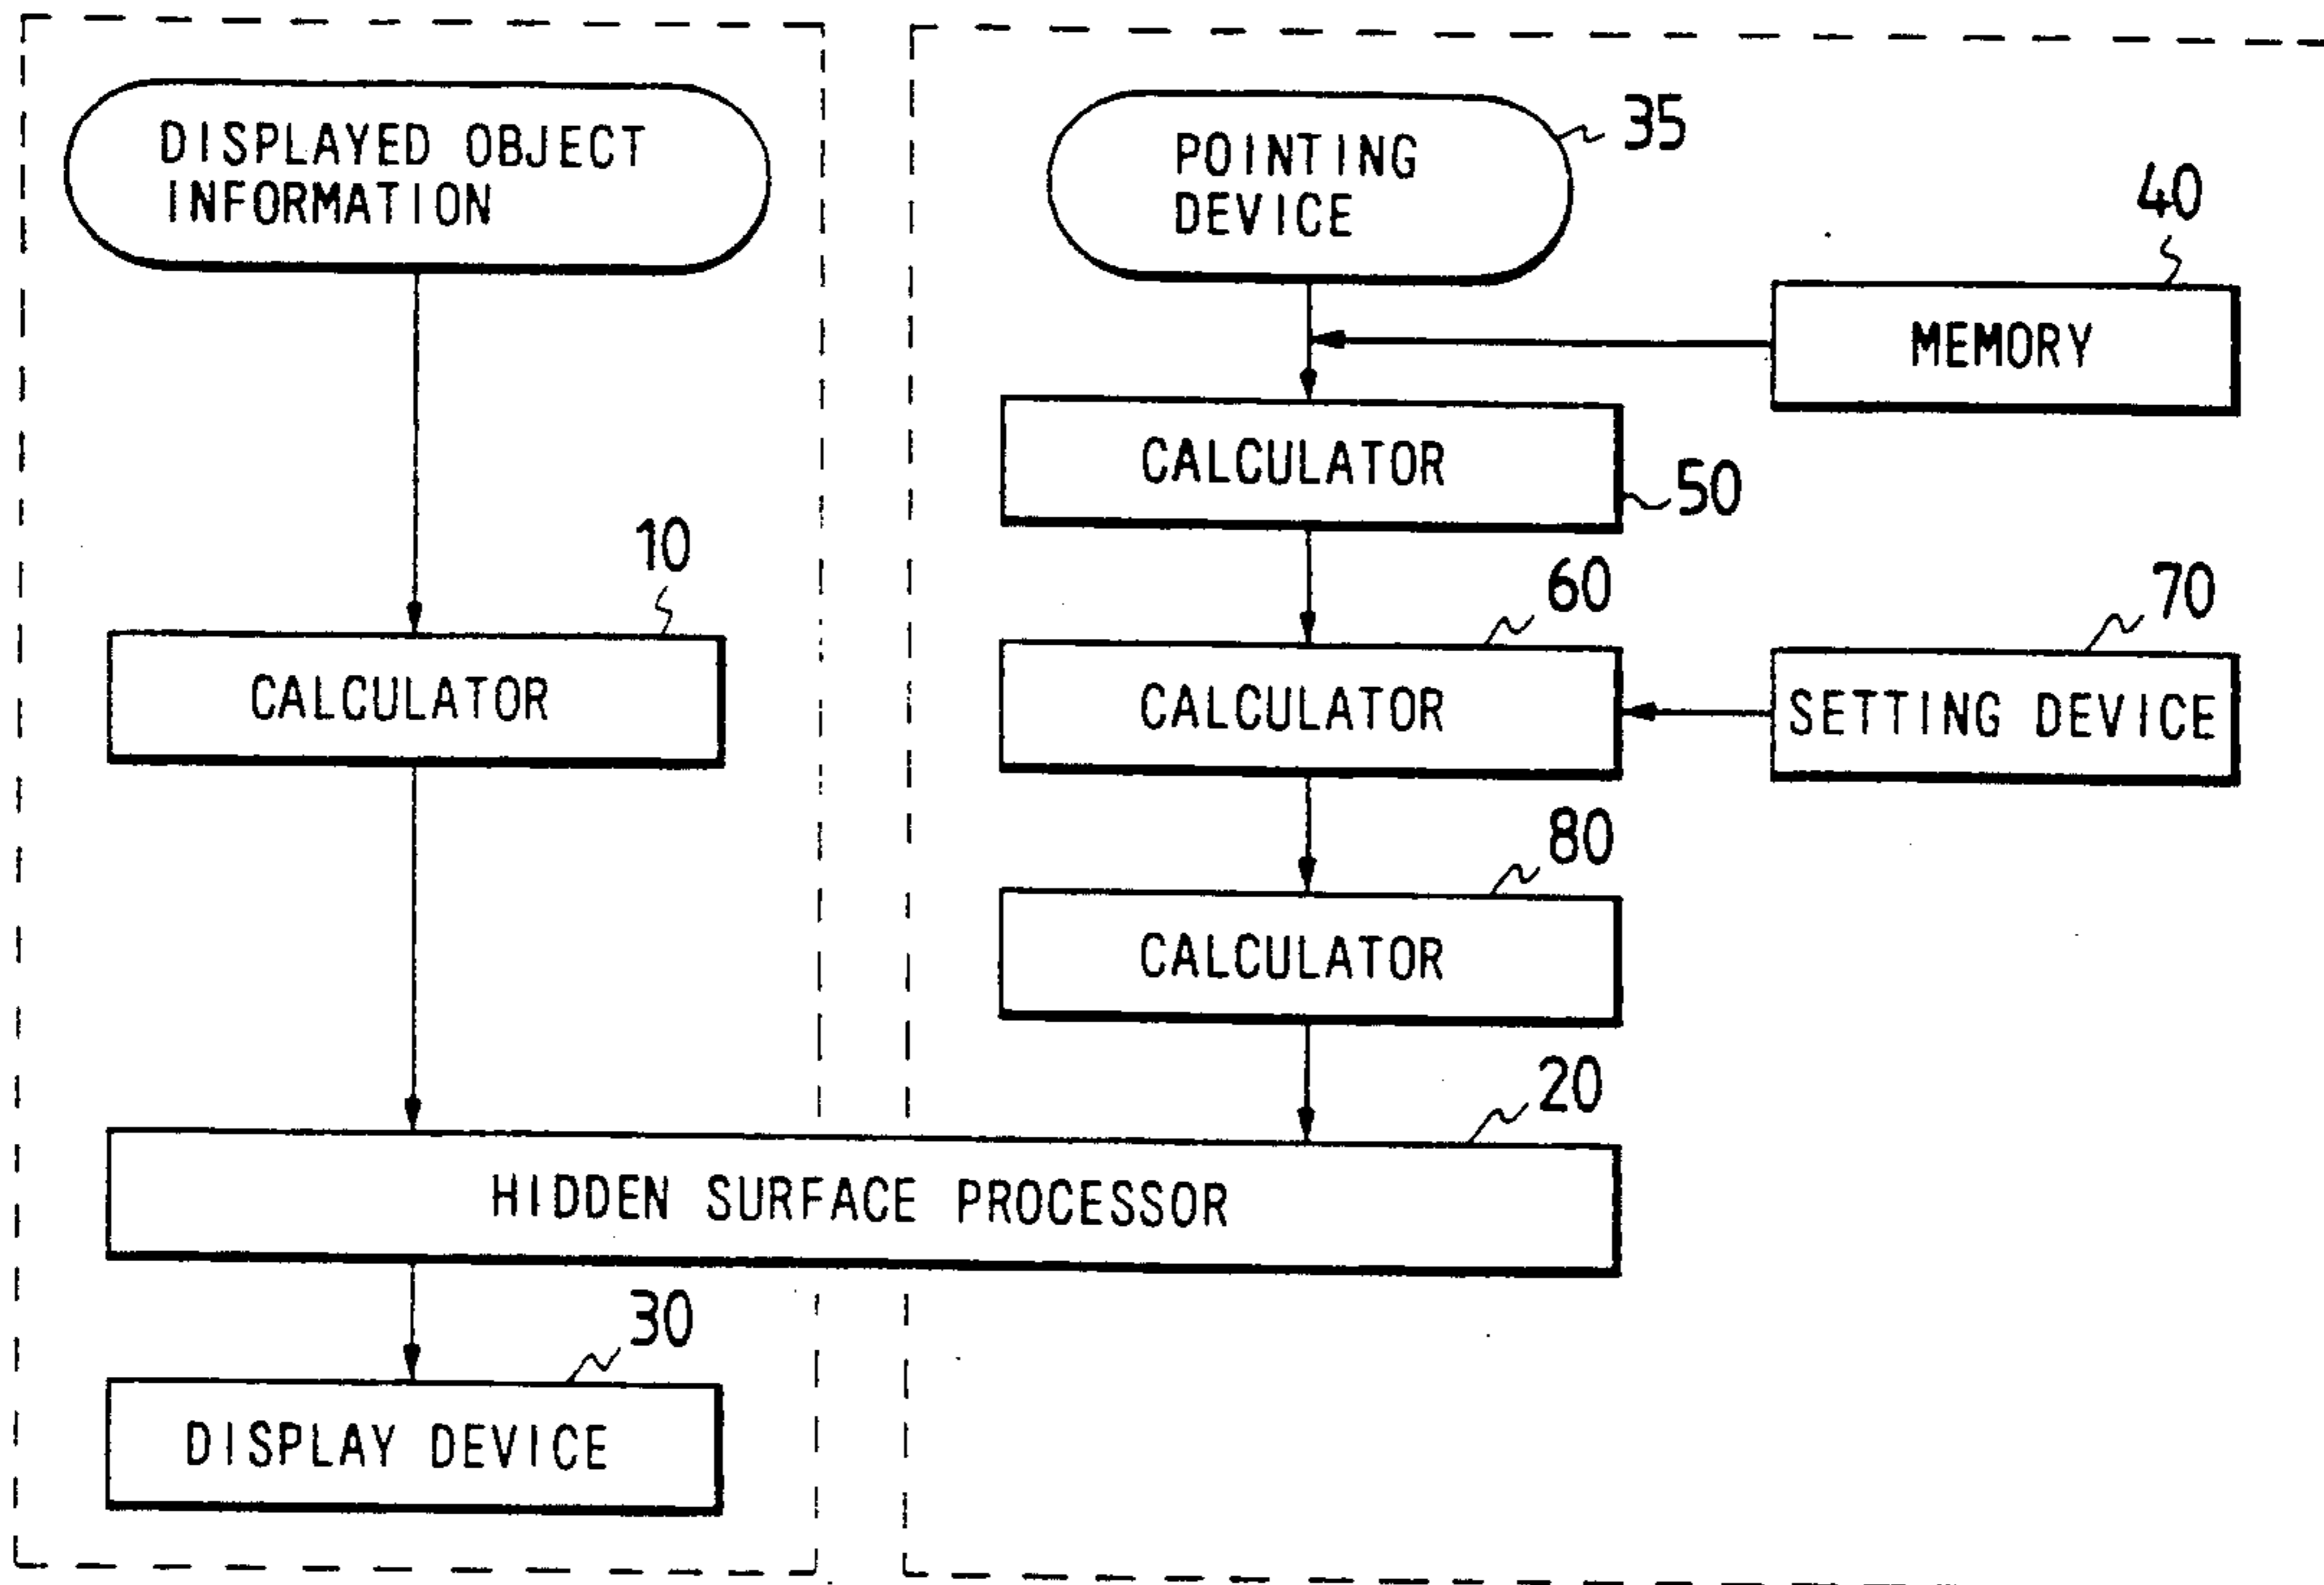 DISPLAYED OBJECT
INFORMATION
10
CALCULATOR
POINTING
DEVICE
35
40
MEMORY
CALCULATOR
50
60
CALCULATOR
70
SETTING DEVICE
80
CALCULATOR
20
HIDDEN SURFACE PROCESSOR
30
DISPLAY DEVICE